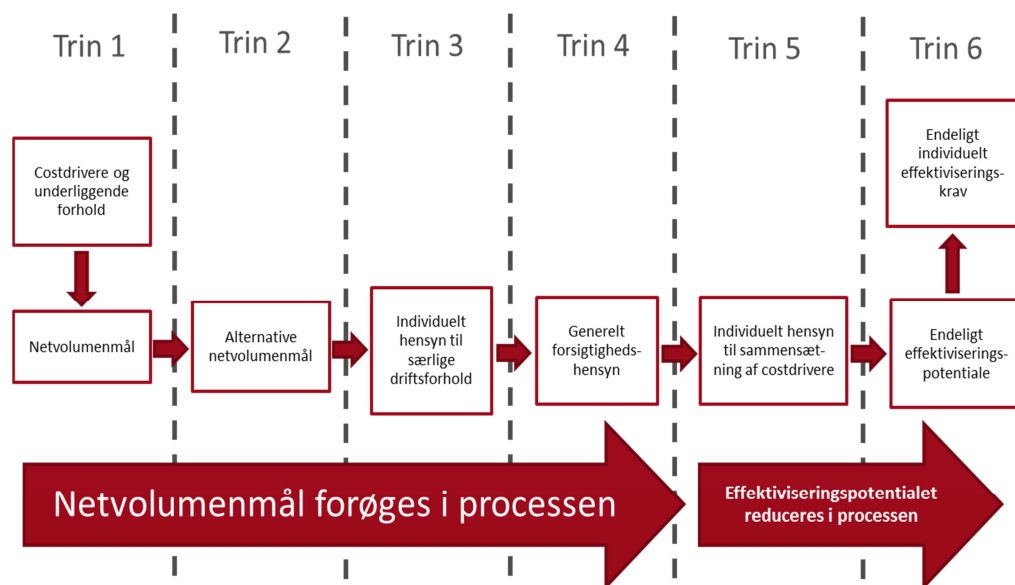 Trin 1
Trin 2
Trin 3
Trin 4
Trin 5
Trin 6
Costdrivere og
underliggende
forhold
Netvolumenmål
Alternative
netvolumenmål
Individuelt
hensyn til
særlige
driftsforhold
Generelt
forsigtigheds-
hensyn
Individuelt hensyn
til sammensæt-
ning af costdrivere
Endeligt
individuelt
effektiviserings-
krav
Endeligt
effektiviserings-
potentiale
Netvolumenmål forøges i processen
Effektiviseringspotentialet
reduceres i processen